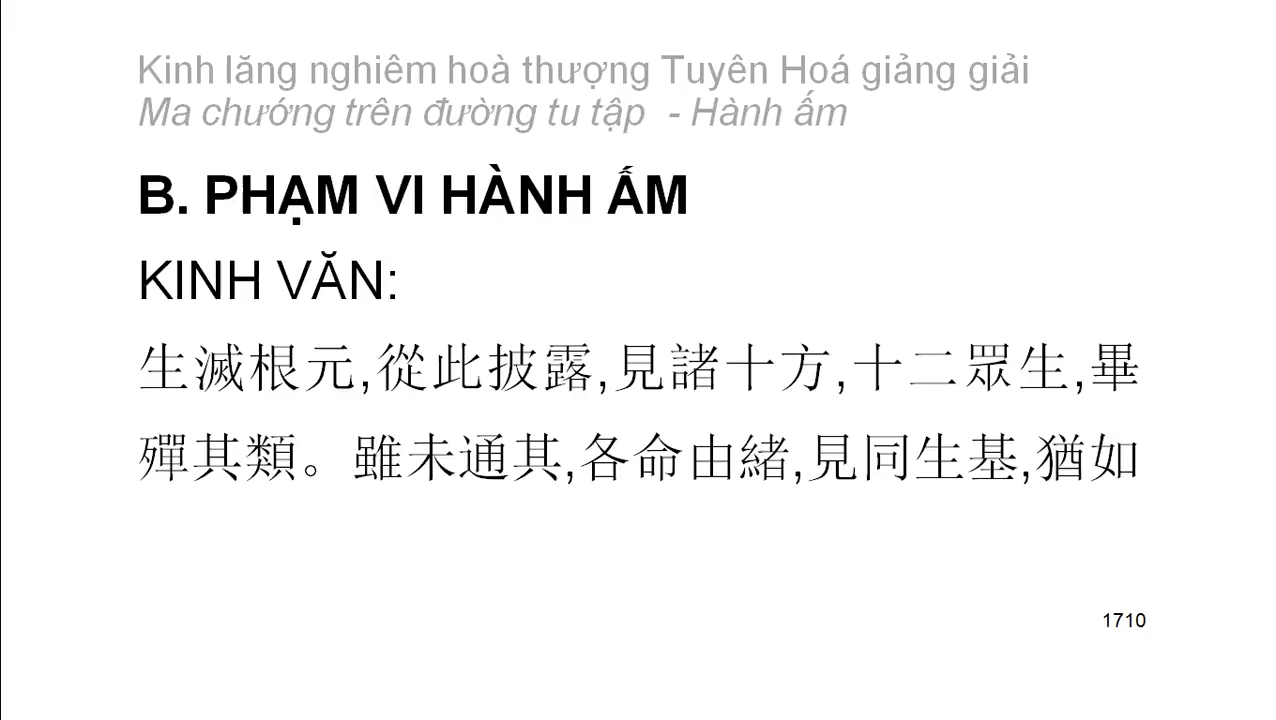 Kinh lăng nghiêm hoà thượng Tuyên Hoá giảng giải
Ma chướng trên đường tu tập - Hành ấm
B. PHẠM VI HÀNH ẤM
KINH VĂN:
生滅根元,從此披露,見諸十方,十二眾生,畢
殫其類。雖未通其,各命由緒,見同生基,猶如
1710